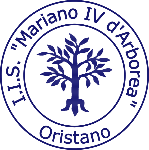 I.I.S. "Mariano IV d'Arborea"
Oristano